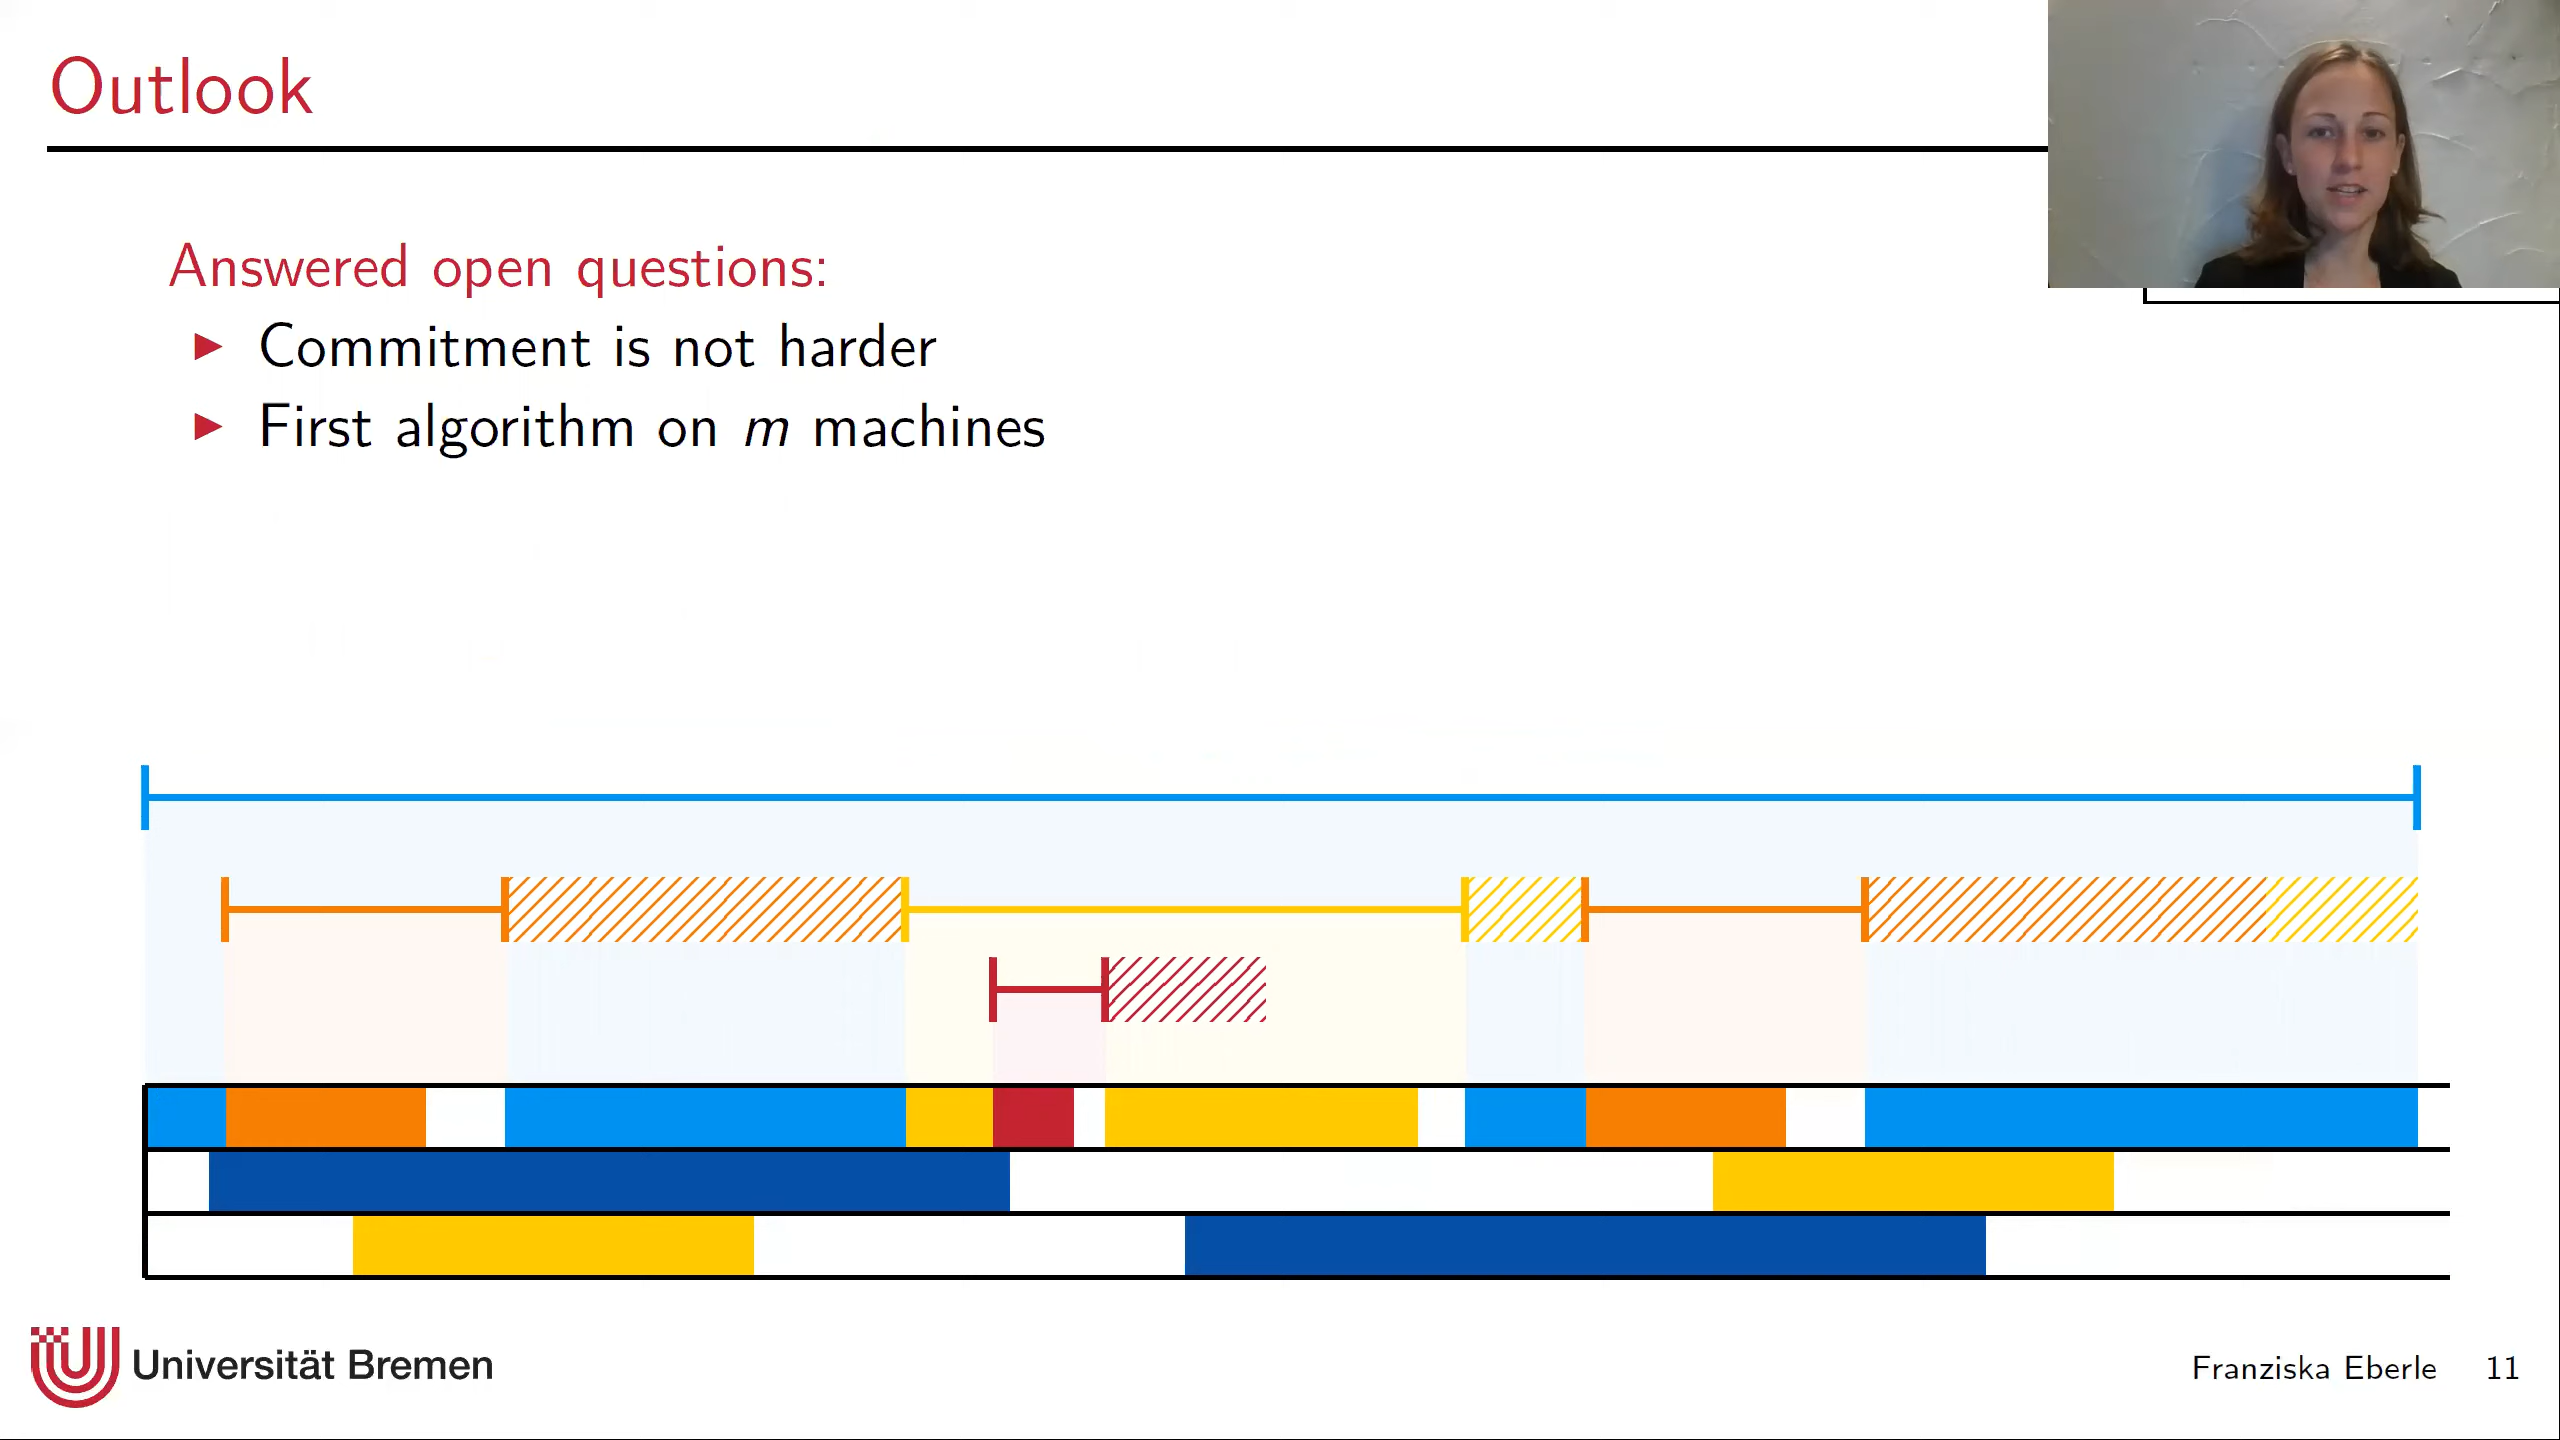 Outlook
Answered open questions:
▶ Commitment is not harder
▶ First algorithm on m machines
Universität Bremen
Franziska Eberle 11